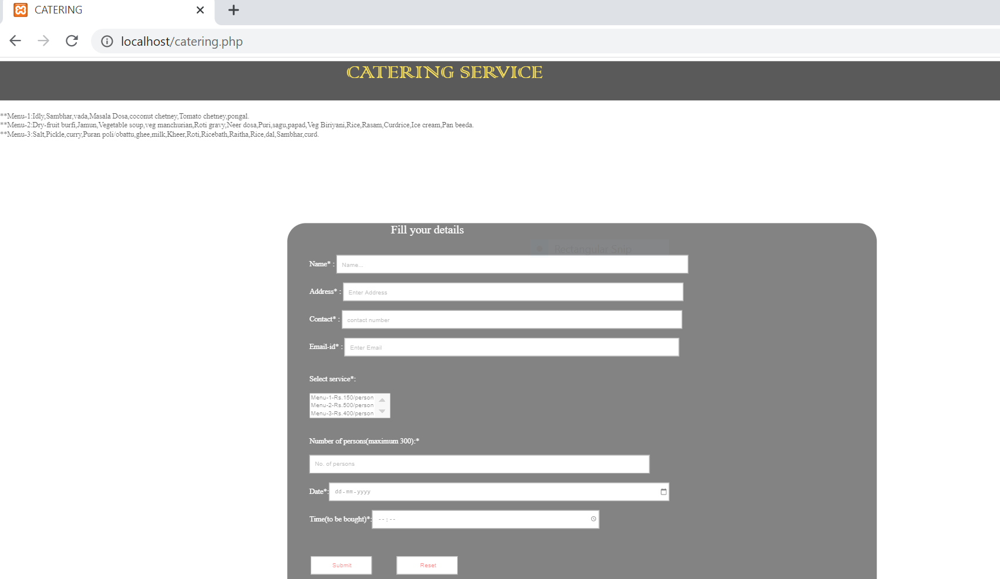 CATERING
localhost/catering.php
CATERING SERVICE
**Menu-1:Idly,Sambhar,vada,Masala Dosa,coconut chetney,Tomato chetney,pongal.
**Menu-2:Dry-fruit burfi,Jamun,Vegetable soup,veg manchurian,Roti gravy,Neer dosa,Puri,sagu,papad,Veg Biriyani,Rice,Rasam,Curdrice,Ice cream,Pan beeda.
**Menu-3:Salt,Pickle,curry,Puran poli/obattu,ghee,milk,Kheer,Roti,Ricebath,Raitha,Rice,dal,Sambhar,curd.
Fill your details
Rectangular Snip
Name* : Name...
Address* : Enter Address
Contact* : contact number
Email-id* : Enter Email
Select service*:
Menu-1-Rs.150/person
Menu-2-Rs.500/person
Menu-3-Rs.400/person
Number of persons(maximum 300):*
No. of persons
Date*: dd-mm-yyyy
Time(to be bought)*: --:--
Submit Reset